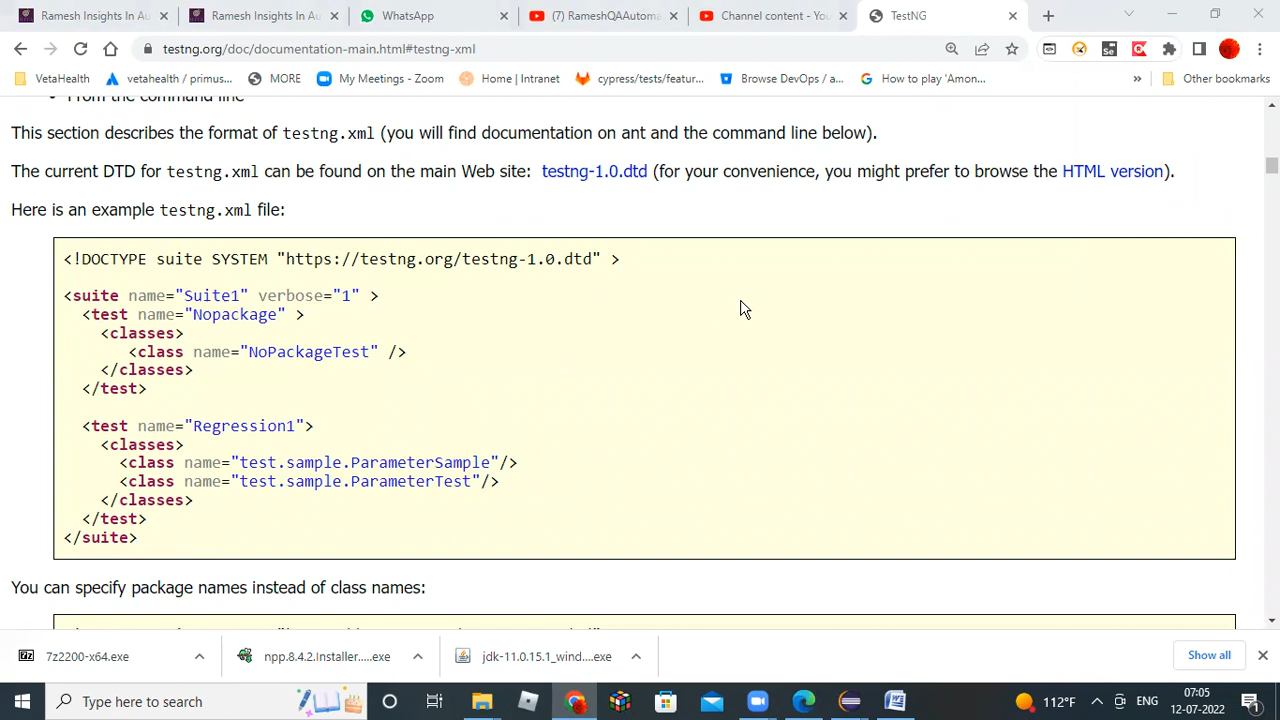 Ramesh Insights In Au
Ramesh Insights In Au
WhatsApp
(7) RameshQAAutoma
Channel content - You
TestNG
testng.org/doc/documentation-main.html#testng-xml
VetaHealth
vetahealth / primus...
MORE
My Meetings - Zoom
Home | Intranet
cypress/tests/featur...
Browse DevOps / a...
How to play 'Amon...
»
Other bookmarks
• From the command line
This section describes the format of testng.xml (you will find documentation on ant and the command line below).
The current DTD for testng.xml can be found on the main Web site: testng-1.0.dtd (for your convenience, you might prefer to browse the HTML version).
Here is an example testng.xml file:
<!DOCTYPE suite SYSTEM "https://testng.org/testng-1.0.dtd" >
<suite name="Suite1" verbose="1" >
<test name="Nopackage" >
<classes>
<class name="NoPackageTest" />
</classes>
</test>
<test name="Regression1">
<classes>
<class name="test.sample.ParameterSample"/>
<class name="test.sample.ParameterTest"/>
</classes>
</test>
</suite>
You can specify package names instead of class names:
7z2200-x64.exe
npp.8.4.2.Installer.....exe
jdk-11.0.15.1_wind....exe
Show all
Type here to search
112°F
ENG
07:05
12-07-2022